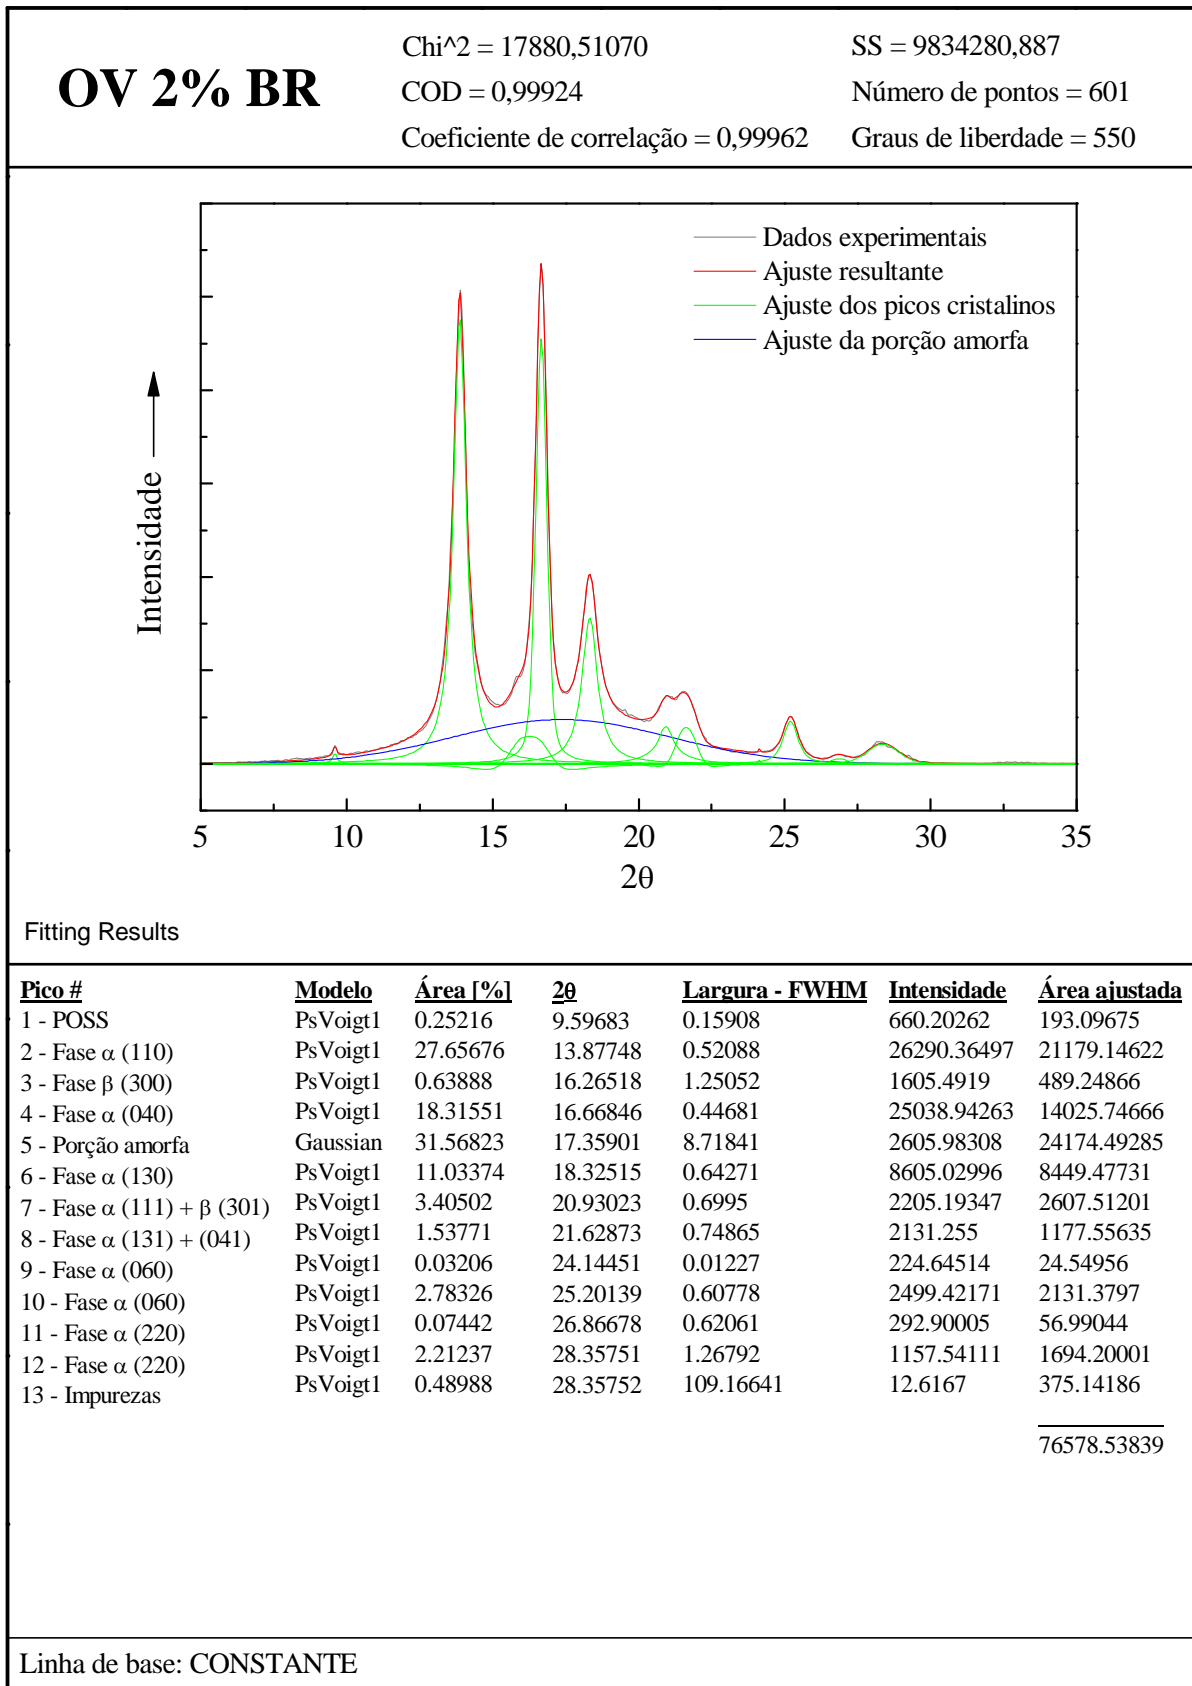 OV 2% BR
Chi^2 = 17880,51070
COD = 0,99924
Coeficiente de correlação = 0,99962
SS = 9834280,887
Número de pontos = 601
Graus de liberdade = 550
Dados experimentais
Ajuste resultante
Ajuste dos picos cristalinos
Ajuste da porção amorfa
Intensidade
5 10 15 20 25 30 35
2θ
Fitting Results
Pico # Modelo Área [%] 2θ Largura - FWHM Intensidade Área ajustada
1 - POSS PsVoigt1 0.25216 9.59683 0.15908 660.20262 193.09675
2 - Fase α (110) PsVoigt1 27.65676 13.87748 0.52088 26290.36497 21179.14622
3 - Fase β (300) PsVoigt1 0.63888 16.26518 1.25052 1605.4919 489.24866
4 - Fase α (040) PsVoigt1 18.31551 16.66846 0.44681 25038.94263 14025.74666
5 - Porção amorfa Gaussian 31.56823 17.35901 8.71841 2605.98308 24174.49285
6 - Fase α (130) PsVoigt1 11.03374 18.32515 0.64271 8605.02996 8449.47731
7 - Fase α (111) + β (301) PsVoigt1 3.40502 20.93023 0.6995 2205.19347 2607.51201
8 - Fase α (131) + (041) PsVoigt1 1.53771 21.62873 0.74865 2131.255 1177.55635
9 - Fase α (060) PsVoigt1 0.03206 24.14451 0.01227 224.64514 24.54956
10 - Fase α (060) PsVoigt1 2.78326 25.20139 0.60778 2499.42171 2131.3797
11 - Fase α (220) PsVoigt1 0.07442 26.86678 0.62061 292.90005 56.99044
12 - Fase α (220) PsVoigt1 2.21237 28.35751 1.26792 1157.54111 1694.20001
13 - Impurezas PsVoigt1 0.48988 28.35752 109.16641 12.6167 375.14186
76578.53839
Linha de base: CONSTANTE